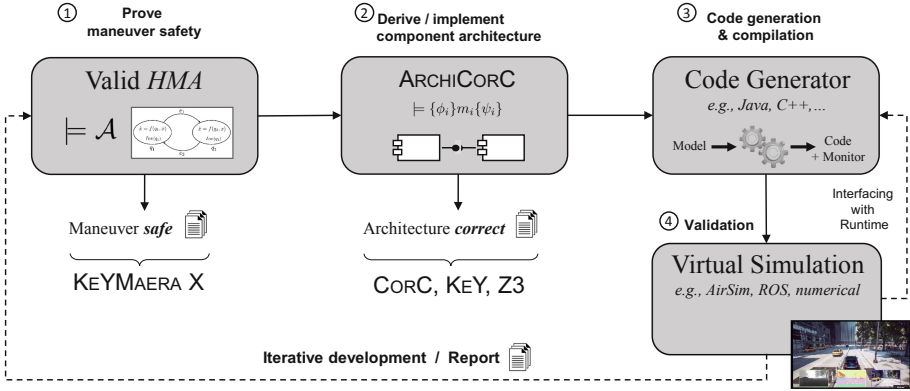 1 Prove
maneuver safety
2 Derive / implement
component architecture
3 Code generation
& compilation
Valid HMA
⊨ 𝒜
q1
q2
Maneuver safe
KEYMAERA X
ARCHICORC
⊨ {ϕi}mi{ψi}
Architecture correct
CORC, KEY, Z3
Code Generator
e.g., Java, C++,...
Model
Code
+ Monitor
Interfacing
with
Runtime
4 Validation
Virtual Simulation
e.g., AirSim, ROS, numerical
Iterative development / Report